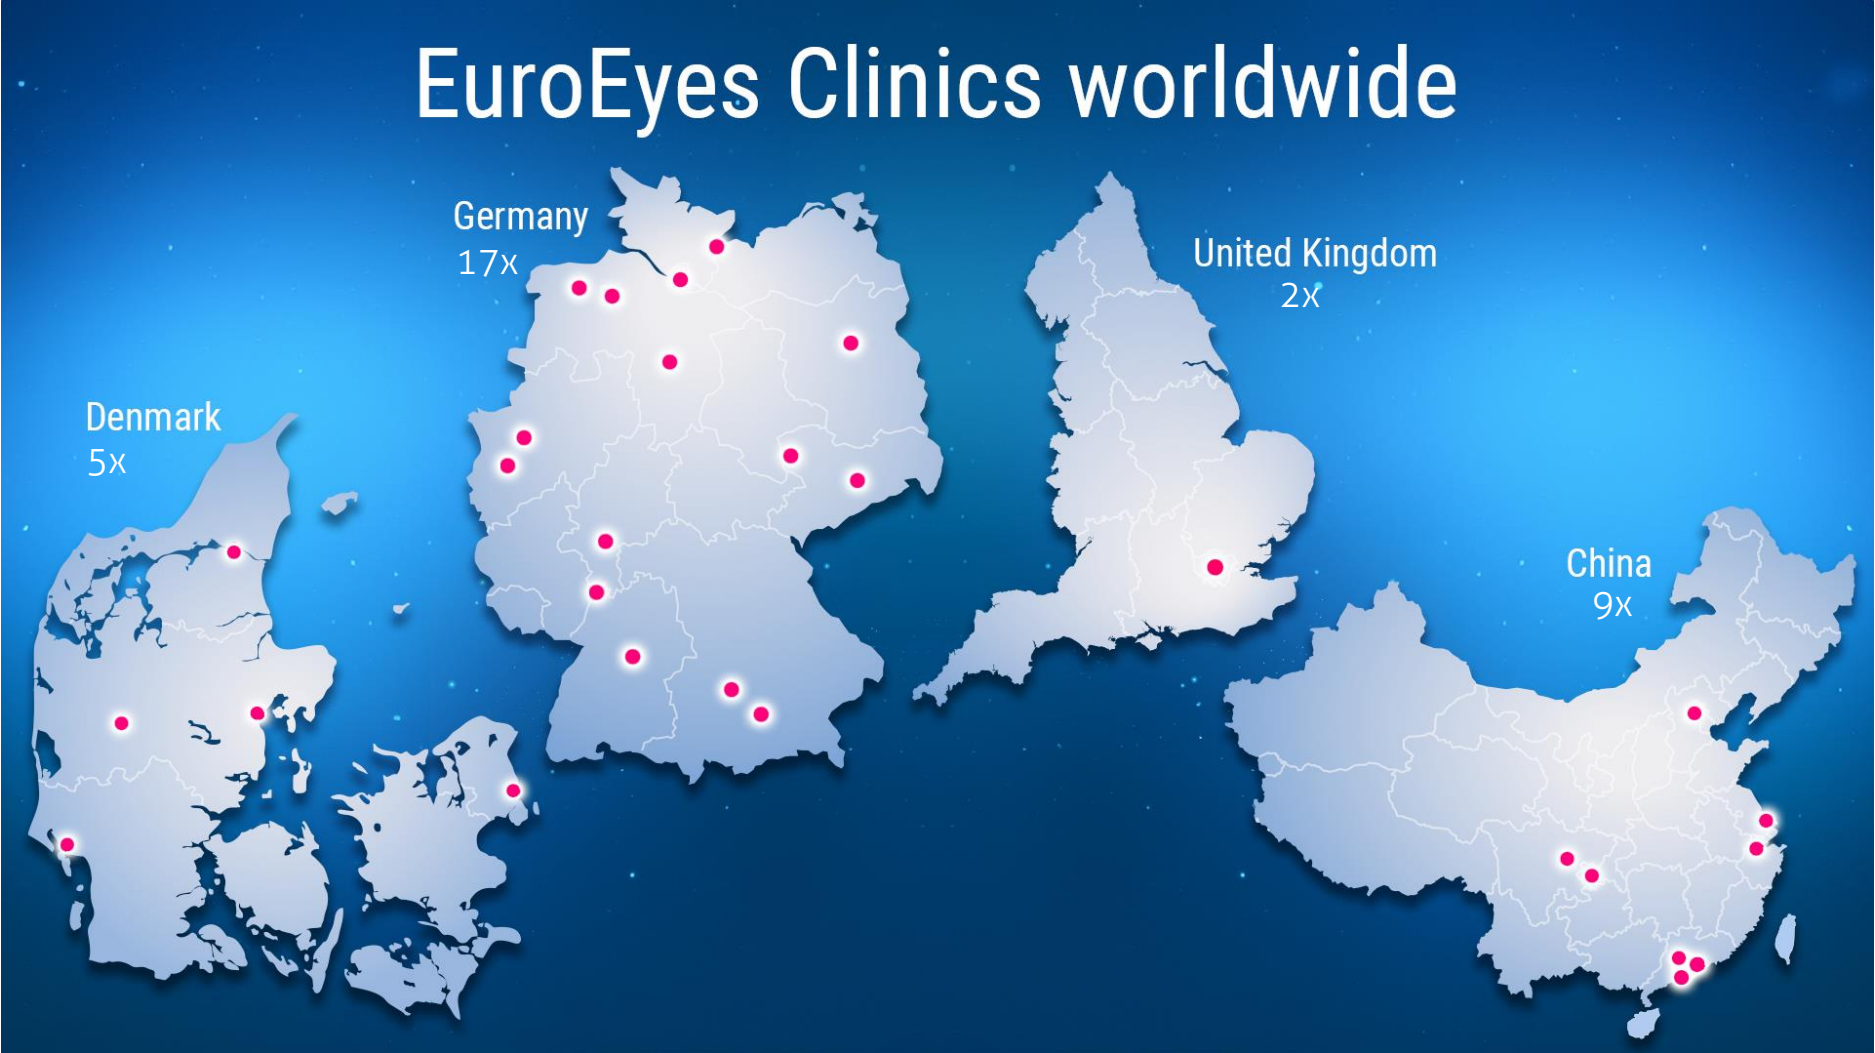 EuroEyes Clinics worldwide
Germany
17x
United Kingdom
2x
Denmark
5x
China
9x